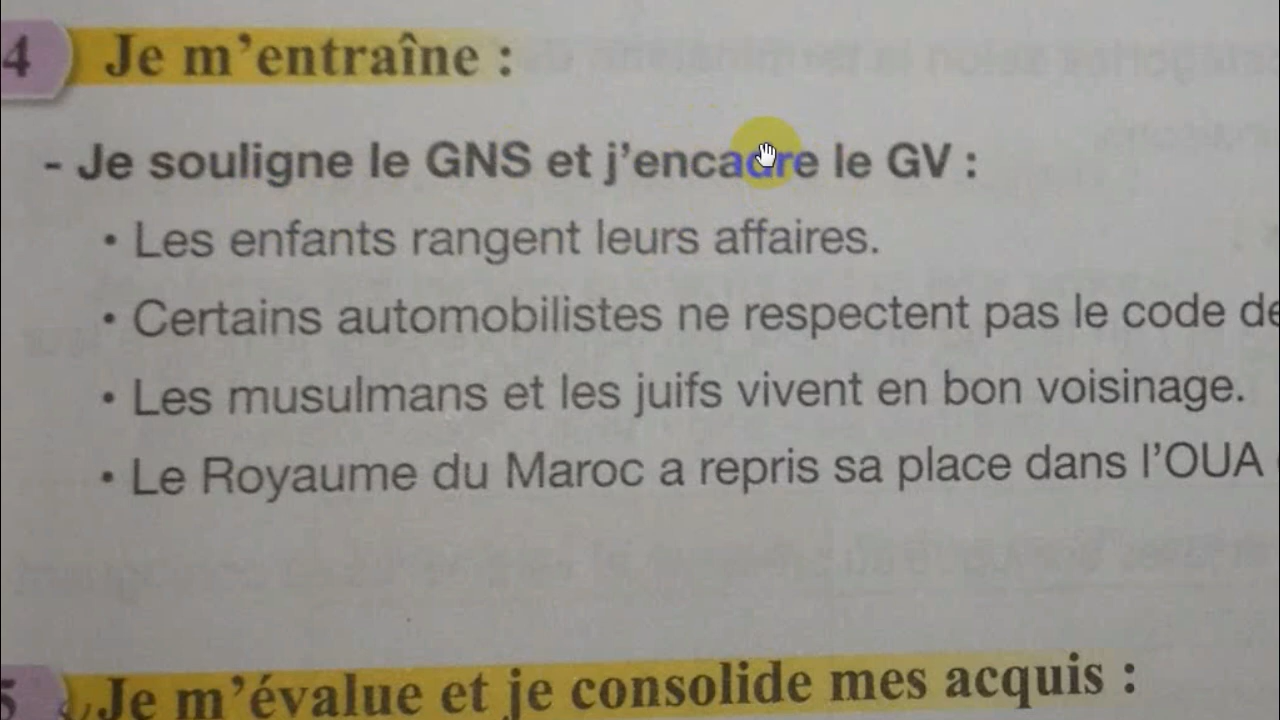 4 Je m'entraîne :
- Je souligne le GNS et j'encadre le GV :
• Les enfants rangent leurs affaires.
• Certains automobilistes ne respectent pas le code de
• Les musulmans et les juifs vivent en bon voisinage.
• Le Royaume du Maroc a repris sa place dans l'OUA
5 Je m'évalue et je consolide mes acquis :